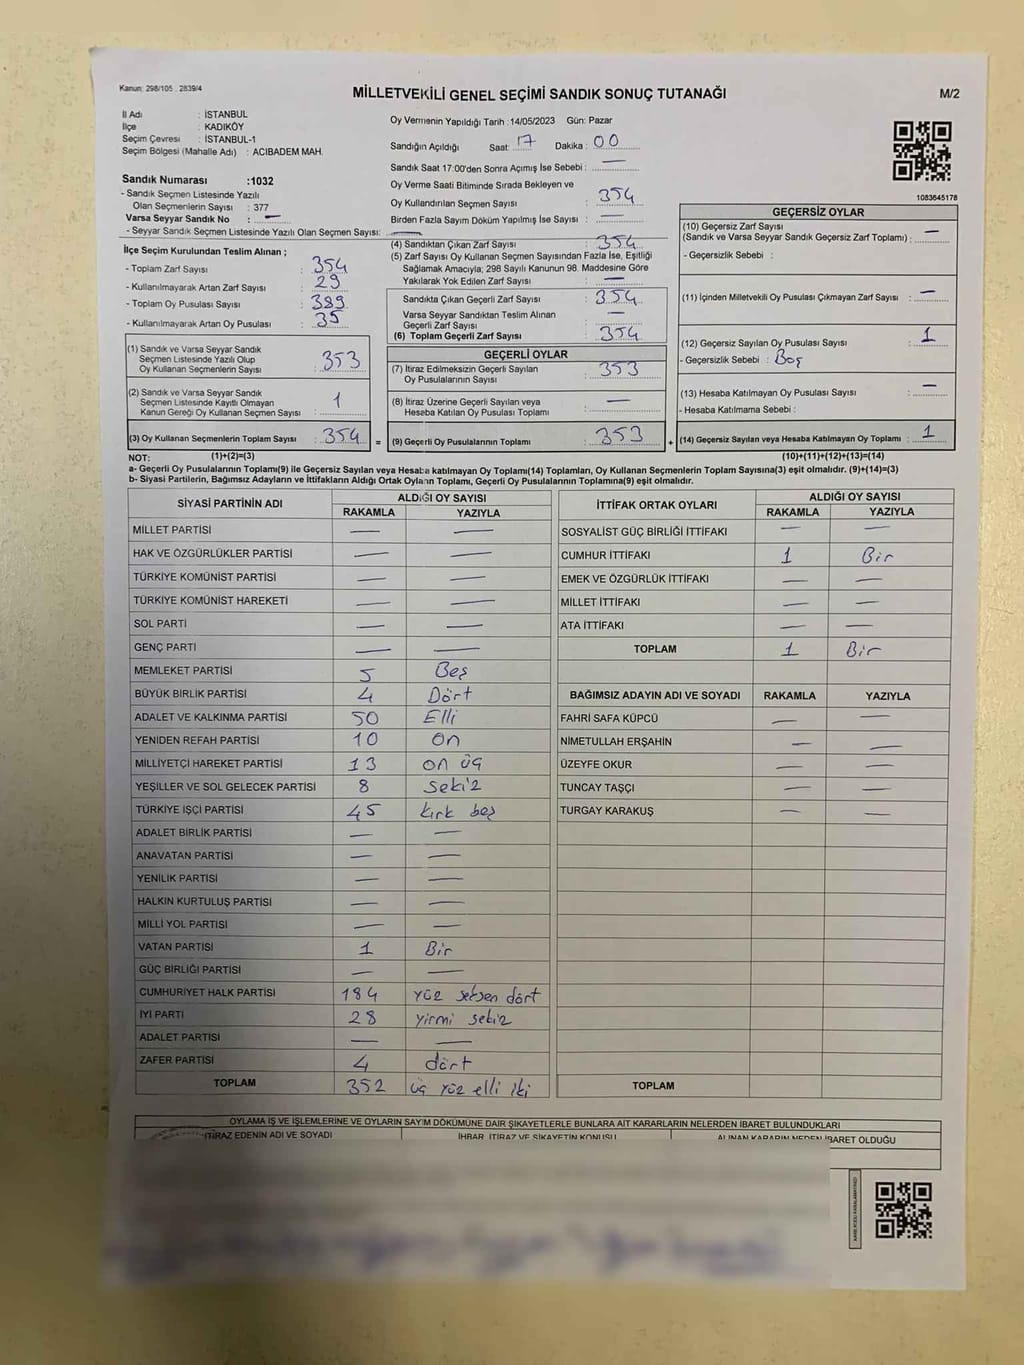 Kanun: 298/105 . 2839/4
MİLLETVEKİLİ GENEL SEÇİMİ SANDIK SONUÇ TUTANAĞI
M/2
İl Adı : İSTANBUL
İlçe : KADIKÖY
Seçim Çevresi : İSTANBUL-1
Seçim Bölgesi (Mahalle Adı) : ACIBADEM MAH.
Sandık Numarası :1032
- Sandık Seçmen Listesinde Yazılı
Olan Seçmenlerin Sayısı : 377
Varsa Seyyar Sandık No : —
- Seyyar Sandık Seçmen Listesinde Yazılı Olan Seçmen Sayısı: —
Oy Vermenin Yapıldığı Tarih :14/05/2023 Gün: Pazar
Sandığın Açıldığı Saat: 17 Dakika : 00
Sandık Saat 17:00'den Sonra Açımış İse Sebebi : —
Oy Verme Saati Bitiminde Sırada Bekleyen ve
Oy Kullandırılan Seçmen Sayısı : 354
Birden Fazla Sayım Döküm Yapılmış İse Sayısı : —
1083645178
İlçe Seçim Kurulundan Teslim Alınan ;
- Toplam Zarf Sayısı : 354
- Kullanılmayarak Artan Zarf Sayısı : 29
- Toplam Oy Pusulası Sayısı : 389
- Kullanılmayarak Artan Oy Pusulası : 35
(1) Sandık ve Varsa Seyyar Sandık
Seçmen Listesinde Yazılı Olup
Oy Kullanan Seçmenlerin Sayısı : 353
(2) Sandık ve Varsa Seyyar Sandık
Seçmen Listesinde Kayıtlı Olmayan
Kanun Gereği Oy Kullanan Seçmen Sayısı : 1
(3) Oy Kullanan Seçmenlerin Toplam Sayısı : 354 =
(4) Sandıktan Çıkan Zarf Sayısı : 354
(5) Zarf Sayısı Oy Kullanan Seçmen Sayısından Fazla İse, Eşitliği
Sağlamak Amacıyla; 298 Sayılı Kanunun 98. Maddesine Göre
Yakılarak Yok Edilen Zarf Sayısı : —
Sandıkta Çıkan Geçerli Zarf Sayısı : 354
Varsa Seyyar Sandıktan Teslim Alınan
Geçerli Zarf Sayısı : —
(6) Toplam Geçerli Zarf Sayısı : 354
GEÇERLİ OYLAR
(7) İtiraz Edilmeksizin Geçerli Sayılan
Oy Pusulalarının Sayısı : 353
(8) İtiraz Üzerine Geçerli Sayılan veya
Hesaba Katılan Oy Pusulası Toplamı : —
(9) Geçerli Oy Pusulalarının Toplamı : 353 +
GEÇERSİZ OYLAR
(10) Geçersiz Zarf Sayısı
(Sandık ve Varsa Seyyar Sandık Geçersiz Zarf Toplamı) : —
- Geçersizlik Sebebi :
(11) İçinden Milletvekili Oy Pusulası Çıkmayan Zarf Sayısı : —
(12) Geçersiz Sayılan Oy Pusulası Sayısı : 1
- Geçersizlik Sebebi : Boş
(13) Hesaba Katılmayan Oy Pusulası Sayısı : —
- Hesaba Katılmama Sebebi :
(14) Geçersiz Sayılan veya Hesaba Katılmayan Oy Toplamı : 1
NOT: (1)+(2)=(3) (10)+(11)+(12)+(13)=(14)
a- Geçerli Oy Pusulalarının Toplamı(9) ile Geçersiz Sayılan veya Hesaba katılmayan Oy Toplamı(14) Toplamları, Oy Kullanan Seçmenlerin Toplam Sayısına(3) eşit olmalıdır. (9)+(14)=(3)
b- Siyasi Partilerin, Bağımsız Adayların ve İttifakların Aldığı Ortak Oyların Toplamı, Geçerli Oy Pusulalarının Toplamına(9) eşit olmalıdır.
SİYASİ PARTİNİN ADI ALDIĞI OY SAYISI
RAKAMLA YAZIYLA
MİLLET PARTİSİ — —
HAK VE ÖZGÜRLÜKLER PARTİSİ — —
TÜRKİYE KOMÜNİST PARTİSİ — —
TÜRKİYE KOMÜNİST HAREKETİ — —
SOL PARTİ — —
GENÇ PARTİ — —
MEMLEKET PARTİSİ 5 Beş
BÜYÜK BİRLİK PARTİSİ 4 Dört
ADALET VE KALKINMA PARTİSİ 50 Elli
YENİDEN REFAH PARTİSİ 10 on
MİLLİYETÇİ HAREKET PARTİSİ 13 on üç
YEŞİLLER VE SOL GELECEK PARTİSİ 8 sekiz
TÜRKİYE İŞÇİ PARTİSİ 45 kırk beş
ADALET BİRLİK PARTİSİ — —
ANAVATAN PARTİSİ — —
YENİLİK PARTİSİ — —
HALKIN KURTULUŞ PARTİSİ — —
MİLLİ YOL PARTİSİ — —
VATAN PARTİSİ 1 Bir
GÜÇ BİRLİĞİ PARTİSİ — —
CUMHURİYET HALK PARTİSİ 184 yüz seksen dört
İYİ PARTİ 28 yirmi sekiz
ADALET PARTİSİ — —
ZAFER PARTİSİ 4 dört
TOPLAM 352 üç yüz elli iki
İTTİFAK ORTAK OYLARI ALDIĞI OY SAYISI
RAKAMLA YAZIYLA
SOSYALİST GÜÇ BİRLİĞİ İTTİFAKI — —
CUMHUR İTTİFAKI 1 Bir
EMEK VE ÖZGÜRLÜK İTTİFAKI — —
MİLLET İTTİFAKI — —
ATA İTTİFAKI — —
TOPLAM 1 Bir
BAĞIMSIZ ADAYIN ADI VE SOYADI RAKAMLA YAZIYLA
FAHRİ SAFA KÜPCÜ — —
NİMETULLAH ERŞAHİN — —
ÜZEYFE OKUR — —
TUNCAY TAŞÇI — —
TURGAY KARAKUŞ — —
TOPLAM
OYLAMA İŞ VE İŞLEMLERİNE VE OYLARIN SAYIM DÖKÜMÜNE DAİR ŞİKAYETLERLE BUNLARA AİT KARARLARIN NELERDEN İBARET BULUNDUKLARI
İTİRAZ EDENİN ADI VE SOYADI İHBAR, İTİRAZ VE ŞİKAYETİN KONUSU ALINAN KARARIN NEDEN İBARET OLDUĞU